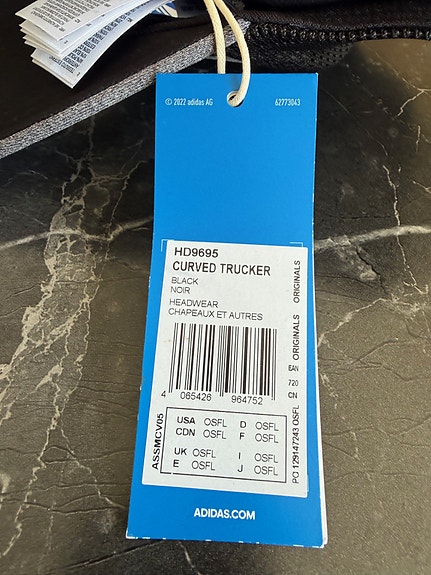 © 2022 adidas AG 62773043
HD9695
CURVED TRUCKER
BLACK
NOIR
HEADWEAR
CHAPEAUX ET AUTRES
4 065426 964752
USA OSFL D OSFL
CDN OSFL F OSFL
UK OSFL I OSFL
E OSFL J OSFL
ASSMCV05
ORIGINALS
ORIGINALS
EAN
720
CN
PO 129147243 OSFL
ADIDAS.COM